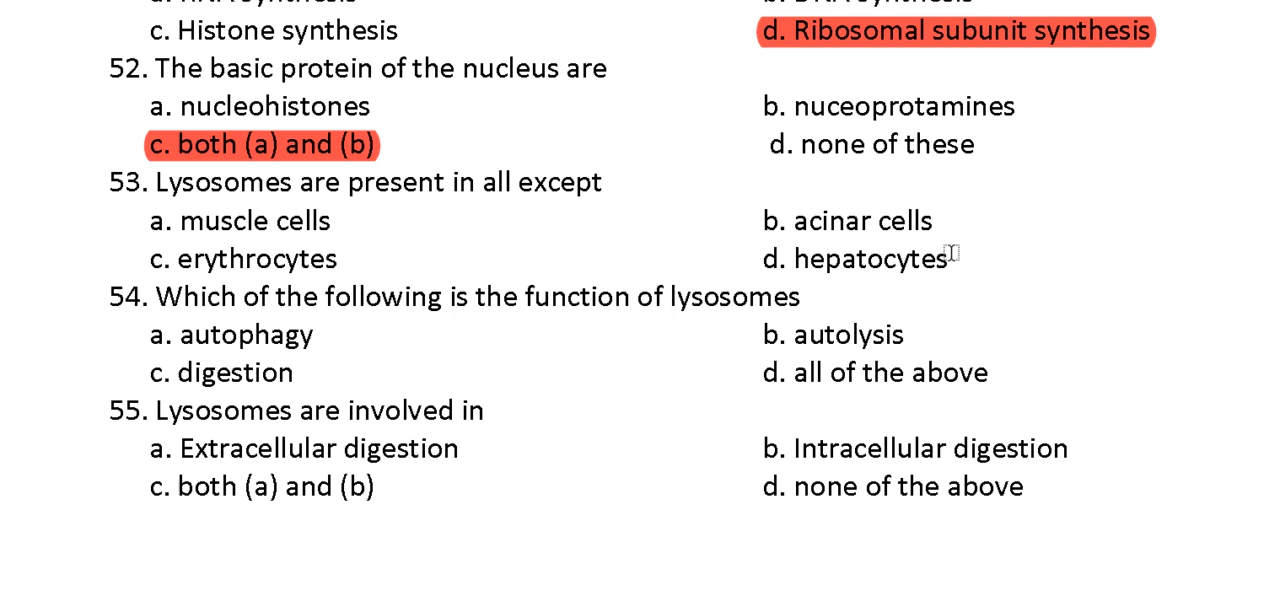 c. Histone synthesis d. Ribosomal subunit synthesis
52. The basic protein of the nucleus are
a. nucleohistones b. nuceoprotamines
c. both (a) and (b) d. none of these
53. Lysosomes are present in all except
a. muscle cells b. acinar cells
c. erythrocytes d. hepatocytes
54. Which of the following is the function of lysosomes
a. autophagy b. autolysis
c. digestion d. all of the above
55. Lysosomes are involved in
a. Extracellular digestion b. Intracellular digestion
c. both (a) and (b) d. none of the above